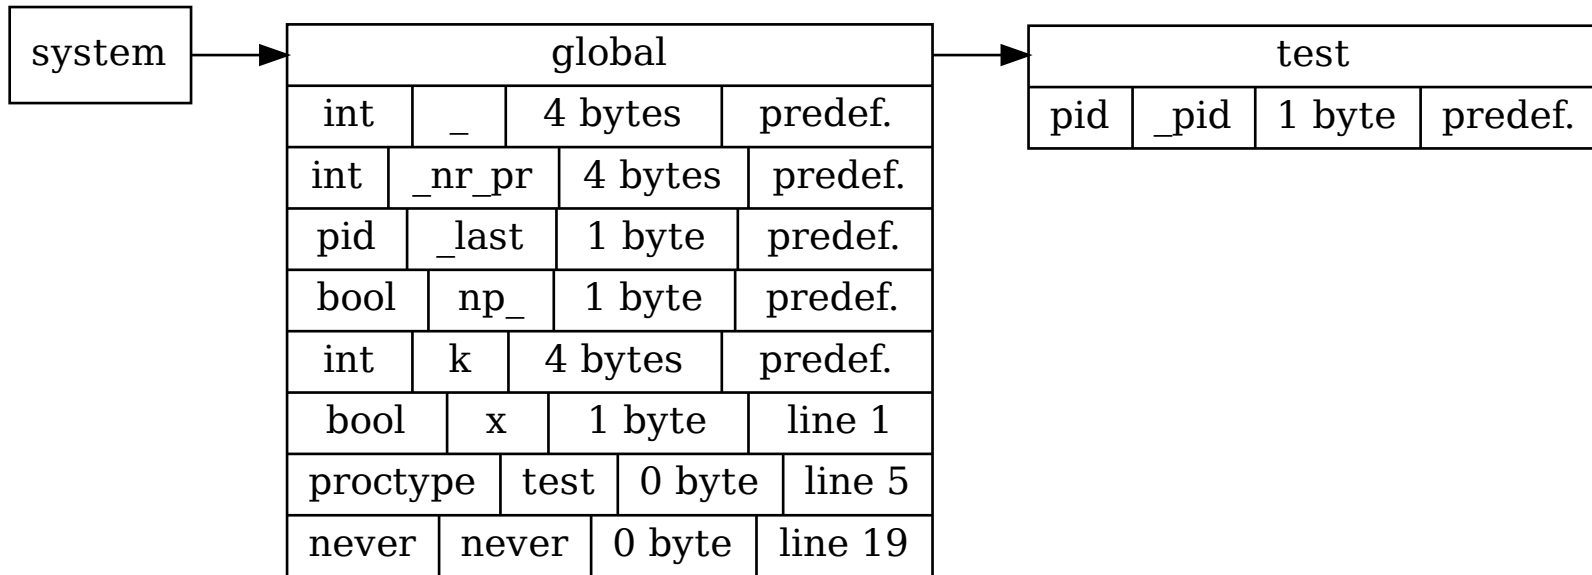 system
global
int _ 4 bytes predef.
int _nr_pr 4 bytes predef.
pid _last 1 byte predef.
bool np_ 1 byte predef.
int k 4 bytes predef.
bool x 1 byte line 1
proctype test 0 byte line 5
never never 0 byte line 19
test
pid _pid 1 byte predef.